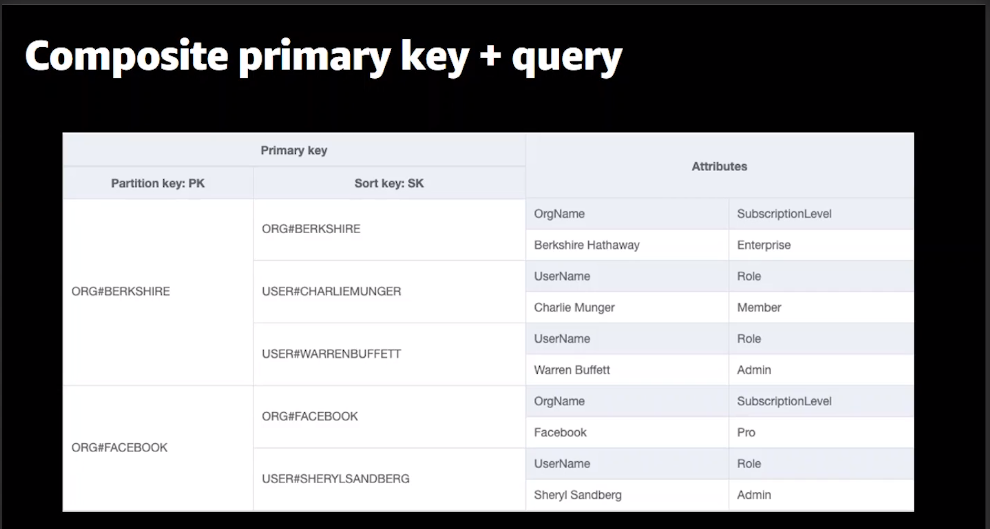 Composite primary key + query
Primary key
Attributes
Partition key: PK Sort key: SK
OrgName SubscriptionLevel
ORG#BERKSHIRE
Berkshire Hathaway Enterprise
UserName Role
ORG#BERKSHIRE USER#CHARLIEMUNGER
Charlie Munger Member
UserName Role
USER#WARRENBUFFETT
Warren Buffett Admin
OrgName SubscriptionLevel
ORG#FACEBOOK
Facebook Pro
ORG#FACEBOOK
UserName Role
USER#SHERYLSANDBERG
Sheryl Sandberg Admin